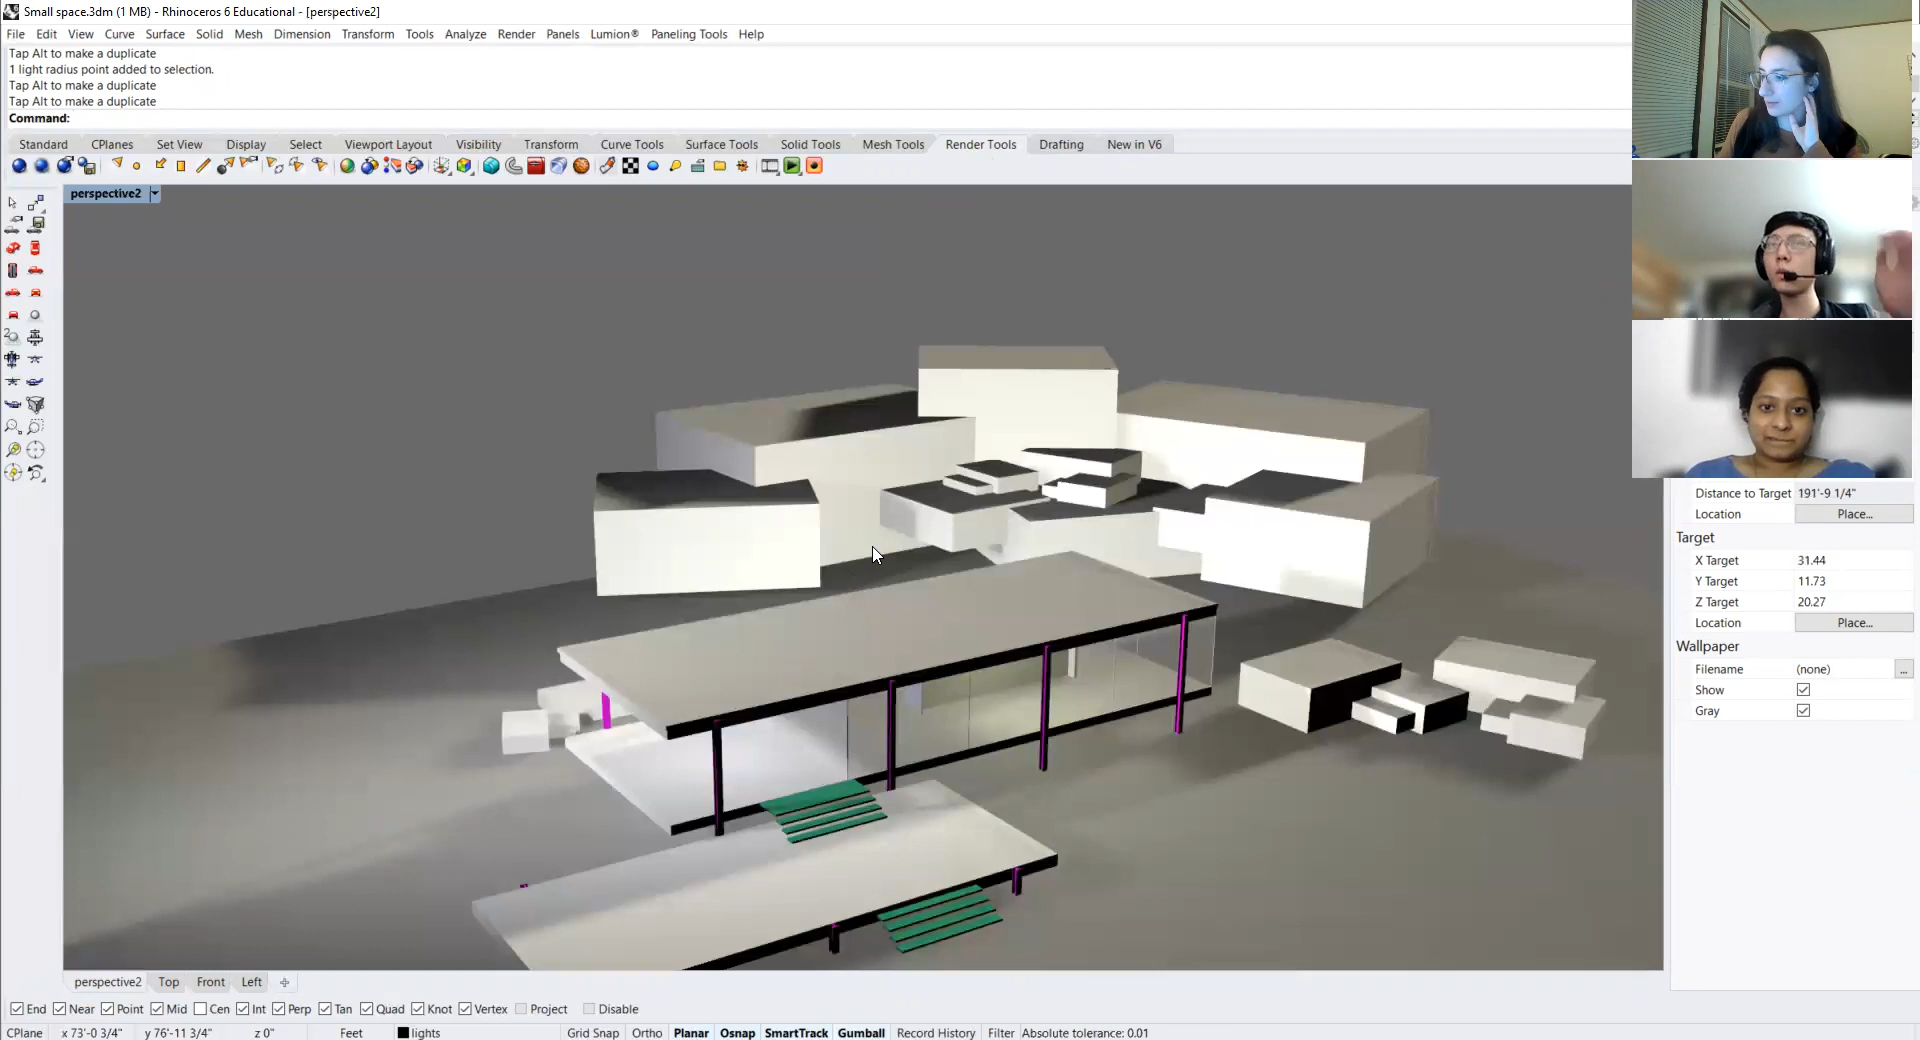 Small space.3dm (1 MB) - Rhinoceros 6 Educational - [perspective2]
File Edit View Curve Surface Solid Mesh Dimension Transform Tools Analyze Render Panels Lumion® Paneling Tools Help
Tap Alt to make a duplicate
1 light radius point added to selection.
Tap Alt to make a duplicate
Tap Alt to make a duplicate
Command:
Standard CPlanes Set View Display Select Viewport Layout Visibility Transform Curve Tools Surface Tools Solid Tools Mesh Tools Render Tools Drafting New in V6
perspective2
Distance to Target 191'-9 1/4"
Location Place...
Target
X Target 31.44
Y Target 11.73
Z Target 20.27
Location Place...
Wallpaper
Filename (none) ...
Show
Gray
perspective2 Top Front Left
End Near Point Mid Cen Int Perp Tan Quad Knot Vertex Project Disable
CPlane x 73'-0 3/4" y 76'-11 3/4" z 0" Feet lights Grid Snap Ortho Planar Osnap SmartTrack Gumball Record History Filter Absolute tolerance: 0.01